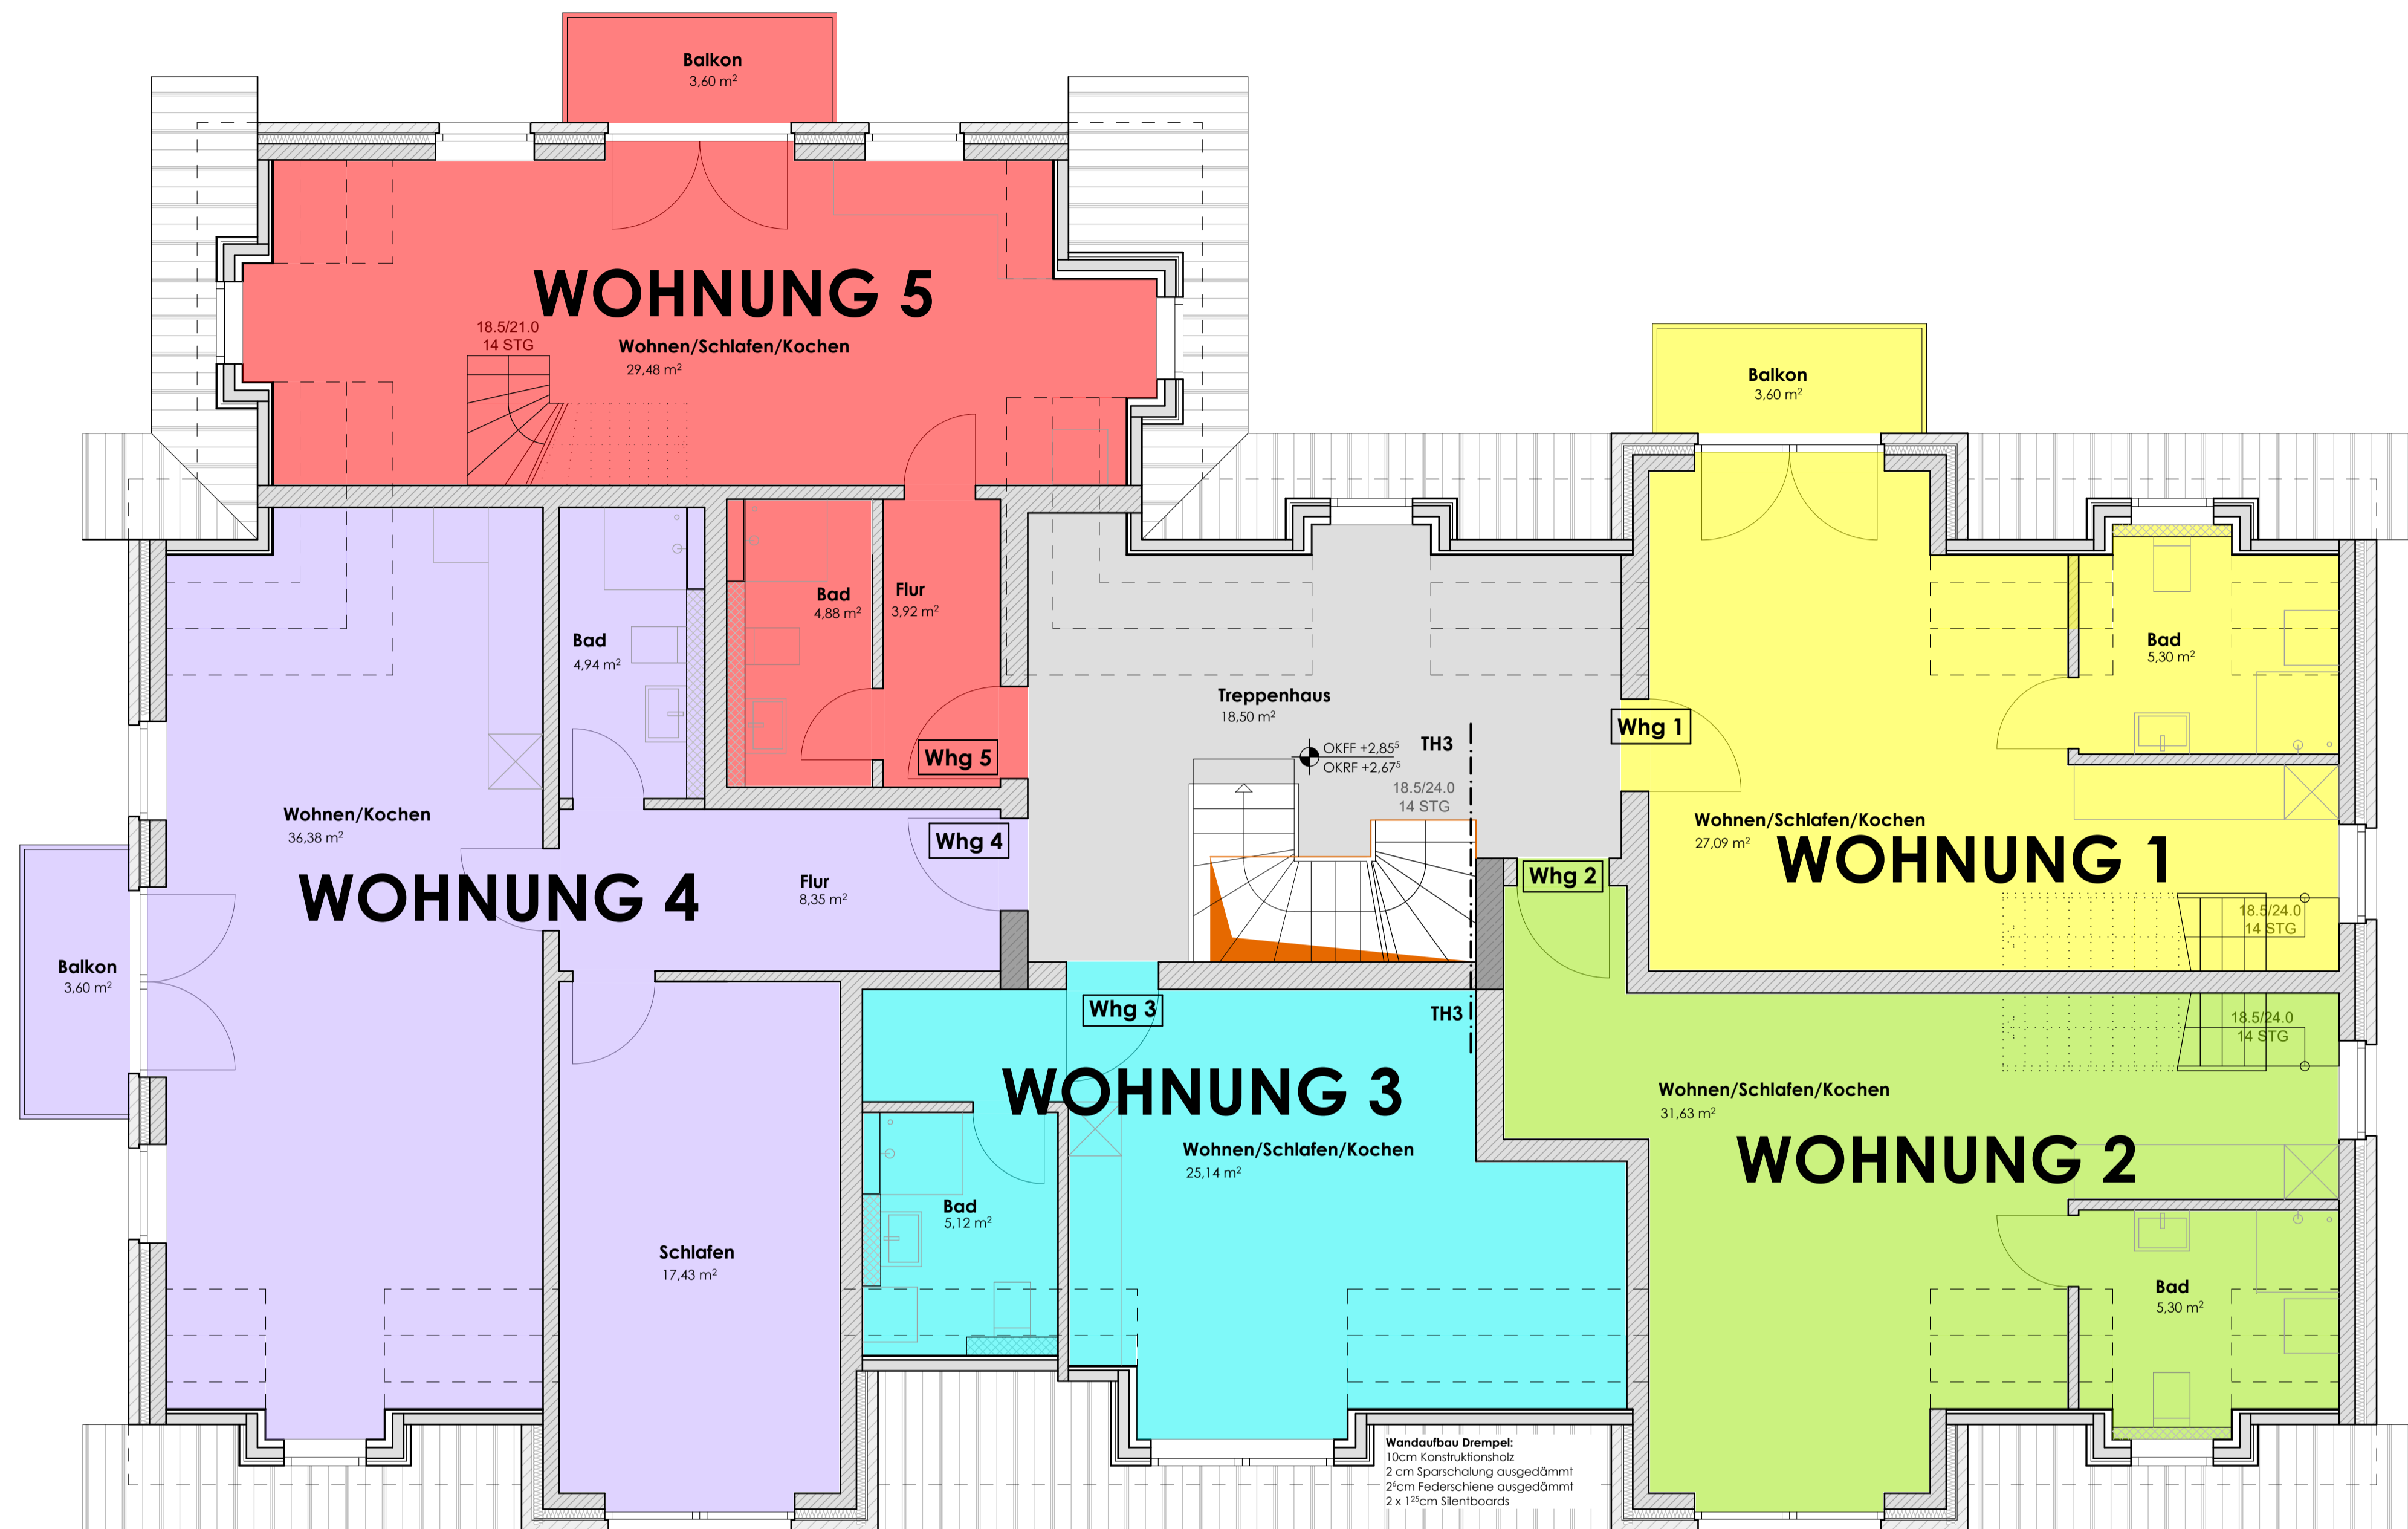 Balkon
3,60 m²
WOHNUNG 5
18.5/21.0
14 STG
Wohnen/Schlafen/Kochen
29,48 m²
Balkon
3,60 m²
Bad
4,88 m²
Flur
3,92 m²
Bad
4,94 m²
Bad
5,30 m²
Treppenhaus
18,50 m²
Whg 5
Whg 1
OKFF +2,85⁵
OKRF +2,67⁵
TH3
18.5/24.0
14 STG
Wohnen/Kochen
36,38 m²
WOHNUNG 4
Whg 4
Flur
8,35 m²
Wohnen/Schlafen/Kochen
27,09 m²
WOHNUNG 1
Whg 2
18.5/24.0
14 STG
Balkon
3,60 m²
Whg 3
TH3
18.5/24.0
14 STG
WOHNUNG 3
Wohnen/Schlafen/Kochen
25,14 m²
Wohnen/Schlafen/Kochen
31,63 m²
WOHNUNG 2
Bad
5,12 m²
Schlafen
17,43 m²
Bad
5,30 m²
Wandaufbau Drempel:
10cm Konstruktionsholz
2 cm Sparschalung ausgedämmt
2⁶cm Federschiene ausgedämmt
2 x 1²⁵cm Silentboards